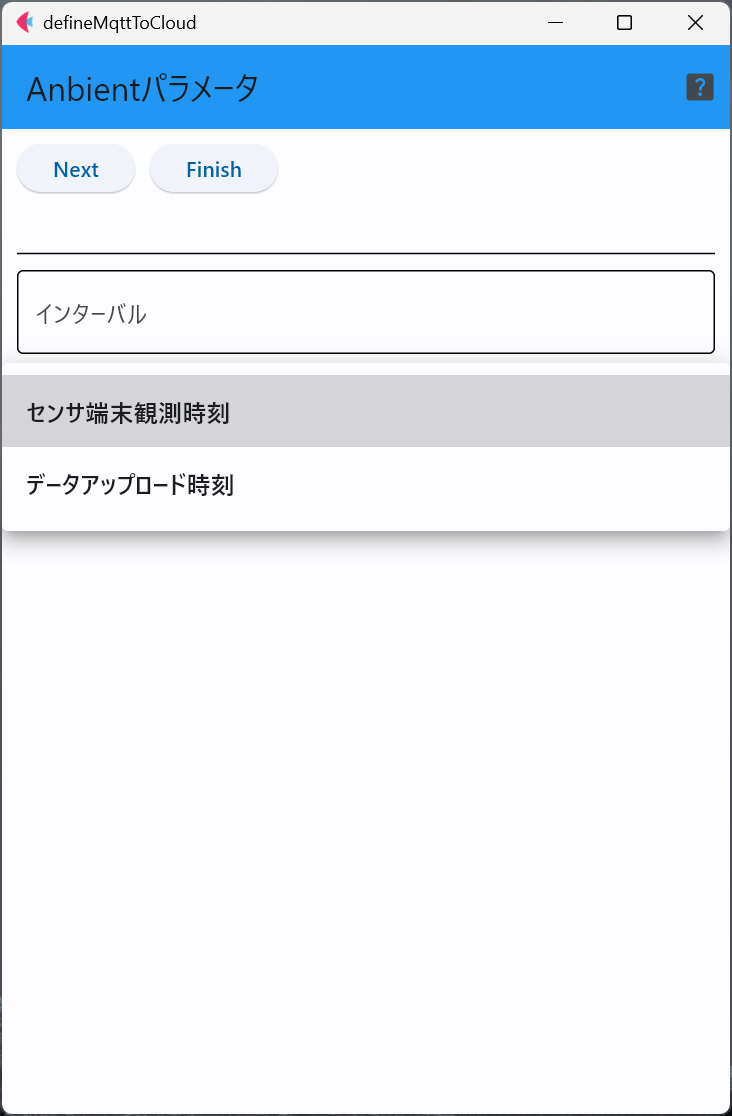 defineMqttToCloud
Anbientパラメータ
?
Next
Finish
インターバル
センサ端末観測時刻
データアップロード時刻